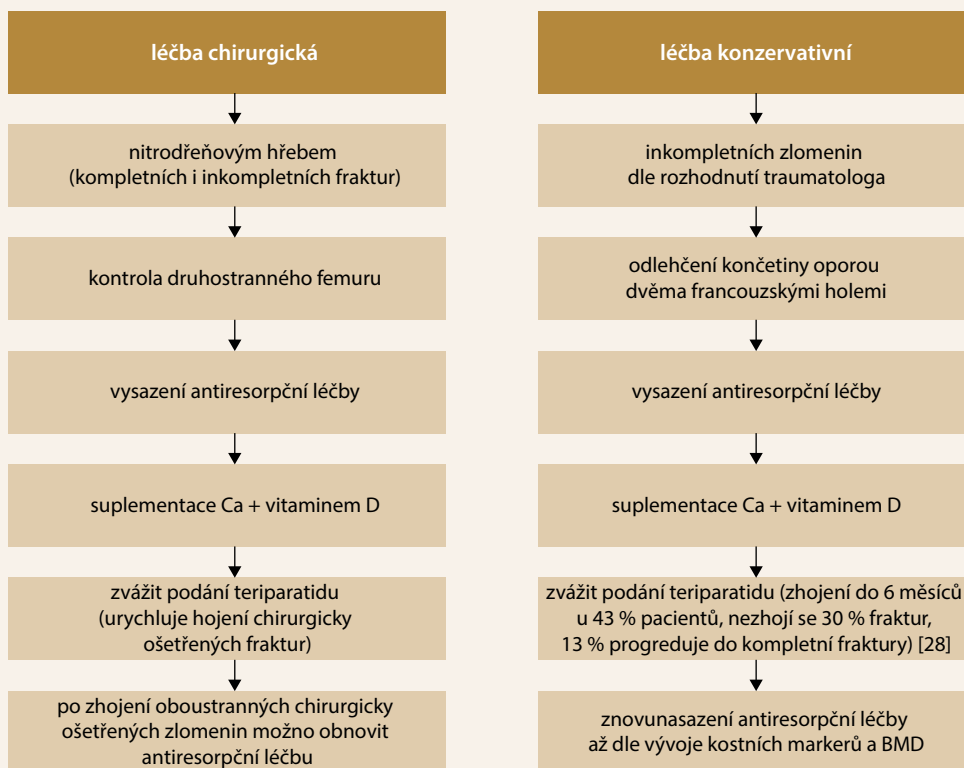 léčba chirurgická
nitrodřeňovým hřebem
(kompletních i inkompletních fraktur)
kontrola druhostranného femuru
vysazení antiresorpční léčby
suplementace Ca + vitaminem D
zvážit podání teriparatidu
(urychluje hojení chirurgicky
ošetřených fraktur)
po zhojení oboustranných chirurgicky
ošetřených zlomenin možno obnovit
antiresorpční léčbu
léčba konzervativní
inkompletních zlomenin
dle rozhodnutí traumatologa
odlehčení končetiny oporou
dvěma francouzskými holemi
vysazení antiresorpční léčby
suplementace Ca + vitaminem D
zvážit podání teriparatidu (zhojení do 6 měsíců
u 43 % pacientů, nezhojí se 30 % fraktur,
13 % progreduje do kompletní fraktury) [28]
znovunasazení antiresorpční léčby
až dle vývoje kostních markerů a BMD